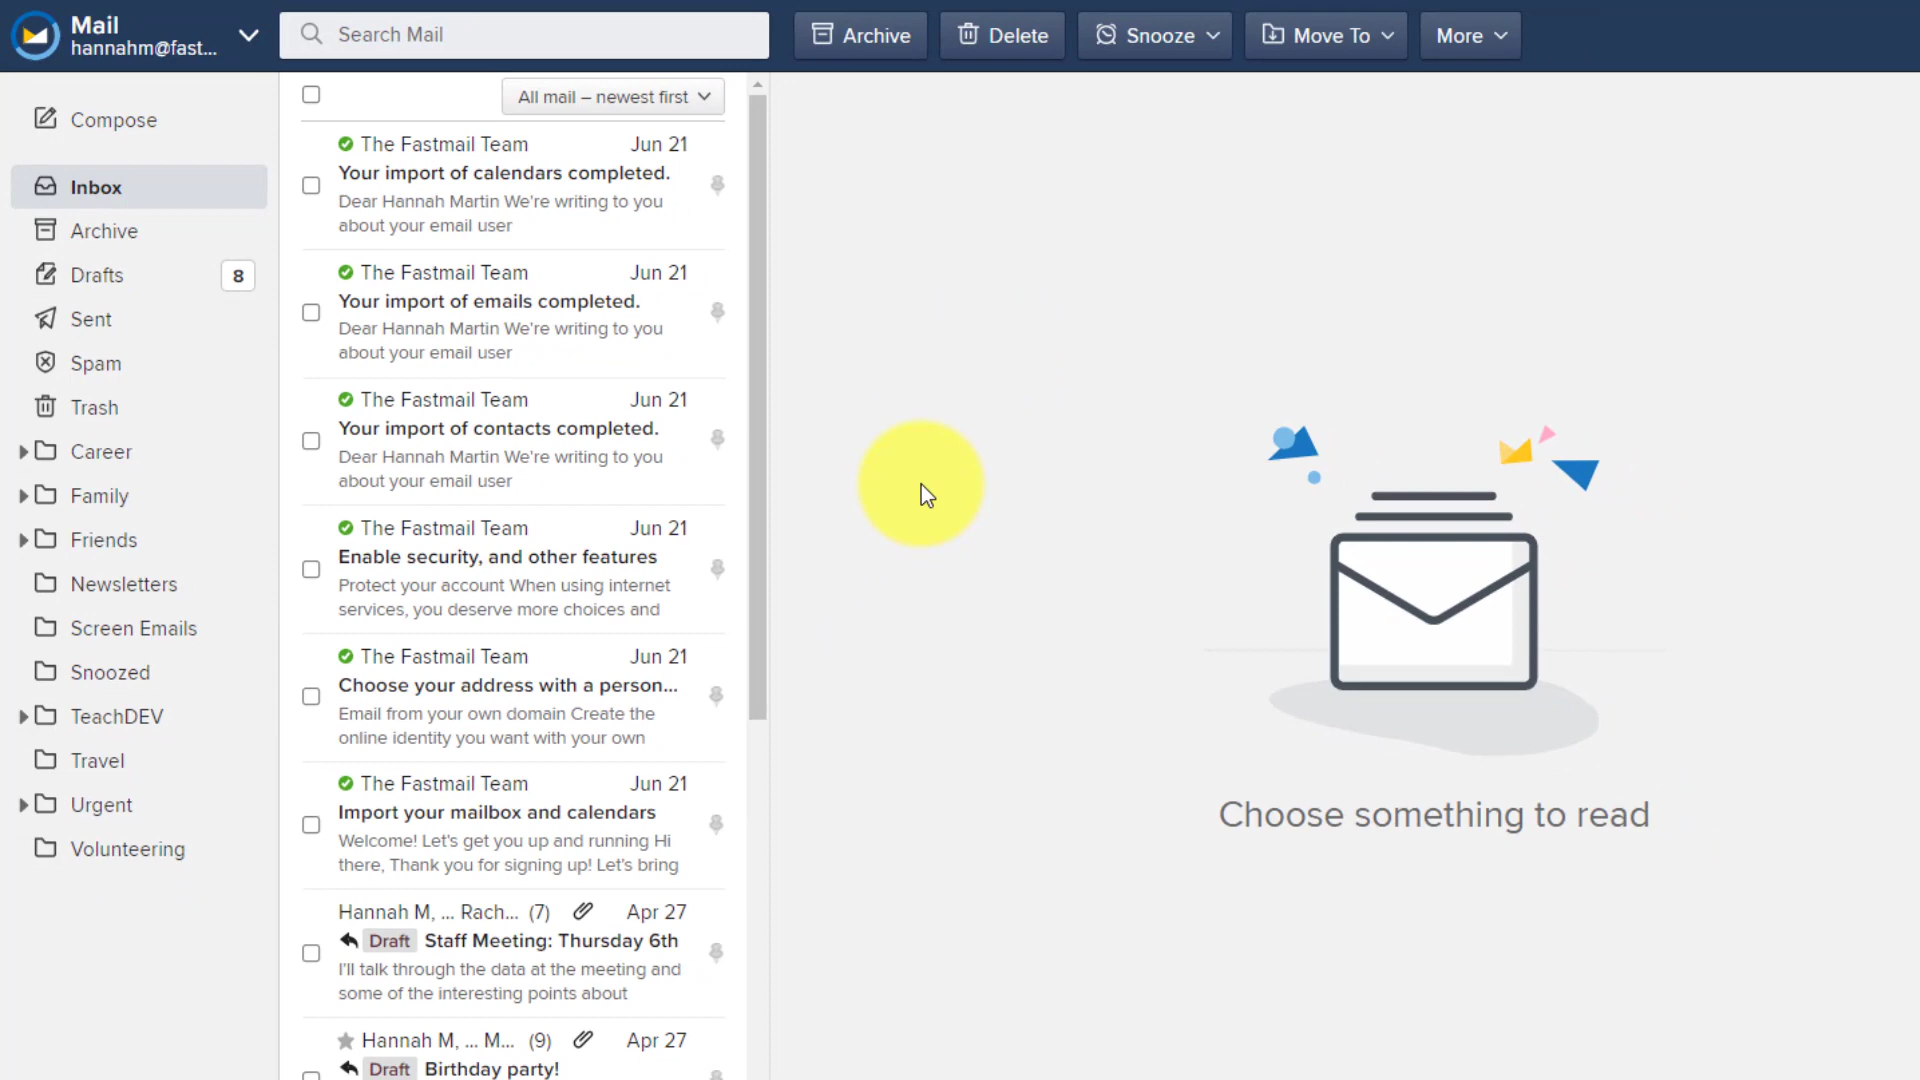 Mail
hannahm@fast...
Search Mail
Archive
Delete
Snooze
Move To
More
Compose
Inbox
Archive
Drafts 8
Sent
Spam
Trash
Career
Family
Friends
Newsletters
Screen Emails
Snoozed
TeachDEV
Travel
Urgent
Volunteering
All mail – newest first
The Fastmail Team Jun 21
Your import of calendars completed.
Dear Hannah Martin We're writing to you
about your email user
The Fastmail Team Jun 21
Your import of emails completed.
Dear Hannah Martin We're writing to you
about your email user
The Fastmail Team Jun 21
Your import of contacts completed.
Dear Hannah Martin We're writing to you
about your email user
The Fastmail Team Jun 21
Enable security, and other features
Protect your account When using internet
services, you deserve more choices and
The Fastmail Team Jun 21
Choose your address with a person...
Email from your own domain Create the
online identity you want with your own
The Fastmail Team Jun 21
Import your mailbox and calendars
Welcome! Let's get you up and running Hi
there, Thank you for signing up! Let's bring
Hannah M, ... Rach... (7) Apr 27
Draft Staff Meeting: Thursday 6th
I'll talk through the data at the meeting and
some of the interesting points about
Hannah M, ... M... (9) Apr 27
Draft Birthday party!
Choose something to read